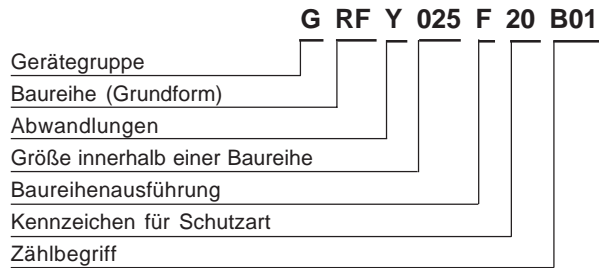 G RF Y 025 F 20 B01
Gerätegruppe
Baureihe (Grundform)
Abwandlungen
Größe innerhalb einer Baureihe
Baureihenausführung
Kennzeichen für Schutzart
Zählbegriff